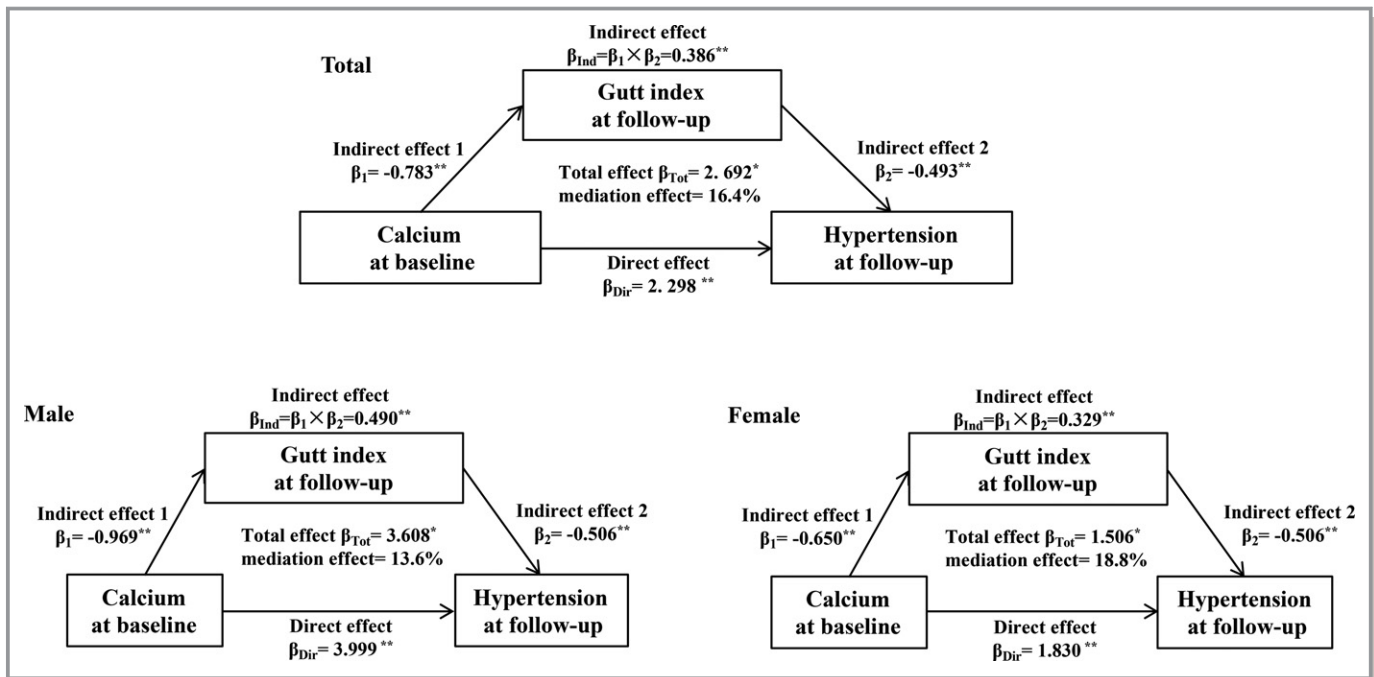 Total
Indirect effect
βInd=β1×β2=0.386**
Gutt index
at follow-up
Indirect effect 1
β1= -0.783**
Indirect effect 2
β2= -0.493**
Total effect βTot= 2. 692*
mediation effect= 16.4%
Calcium
at baseline
Hypertension
at follow-up
Direct effect
βDir= 2. 298 **
Male
Indirect effect
βInd=β1×β2=0.490**
Gutt index
at follow-up
Indirect effect 1
β1= -0.969**
Indirect effect 2
β2= -0.506**
Total effect βTot= 3.608*
mediation effect= 13.6%
Calcium
at baseline
Hypertension
at follow-up
Direct effect
βDir= 3.999 **
Female
Indirect effect
βInd=β1×β2=0.329**
Gutt index
at follow-up
Indirect effect 1
β1= -0.650**
Indirect effect 2
β2= -0.506**
Total effect βTot= 1.506*
mediation effect= 18.8%
Calcium
at baseline
Hypertension
at follow-up
Direct effect
βDir= 1.830 **